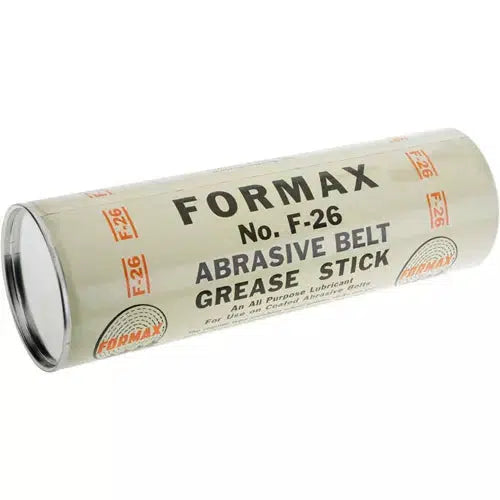 FORMAX
No. F-26
ABRASIVE BELT
GREASE STICK
An All Purpose Lubricant
For Use on Coated Abrasive Belts
F-26
F-26
F-26
F-26
FORMAX
FORMAX